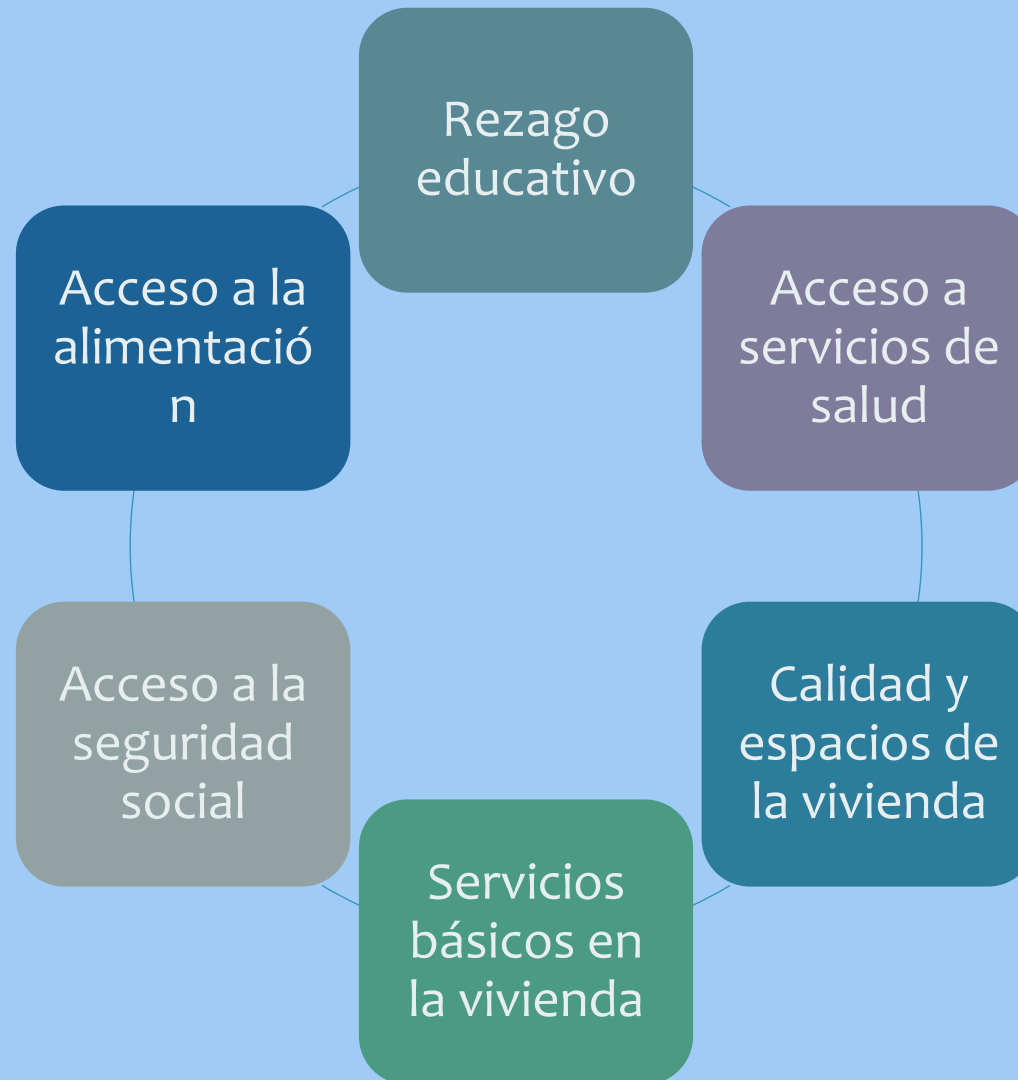 Rezago
educativo
Acceso a
servicios de
salud
Calidad y
espacios de
la vivienda
Servicios
básicos en
la vivienda
Acceso a la
seguridad
social
Acceso a la
alimentació
n